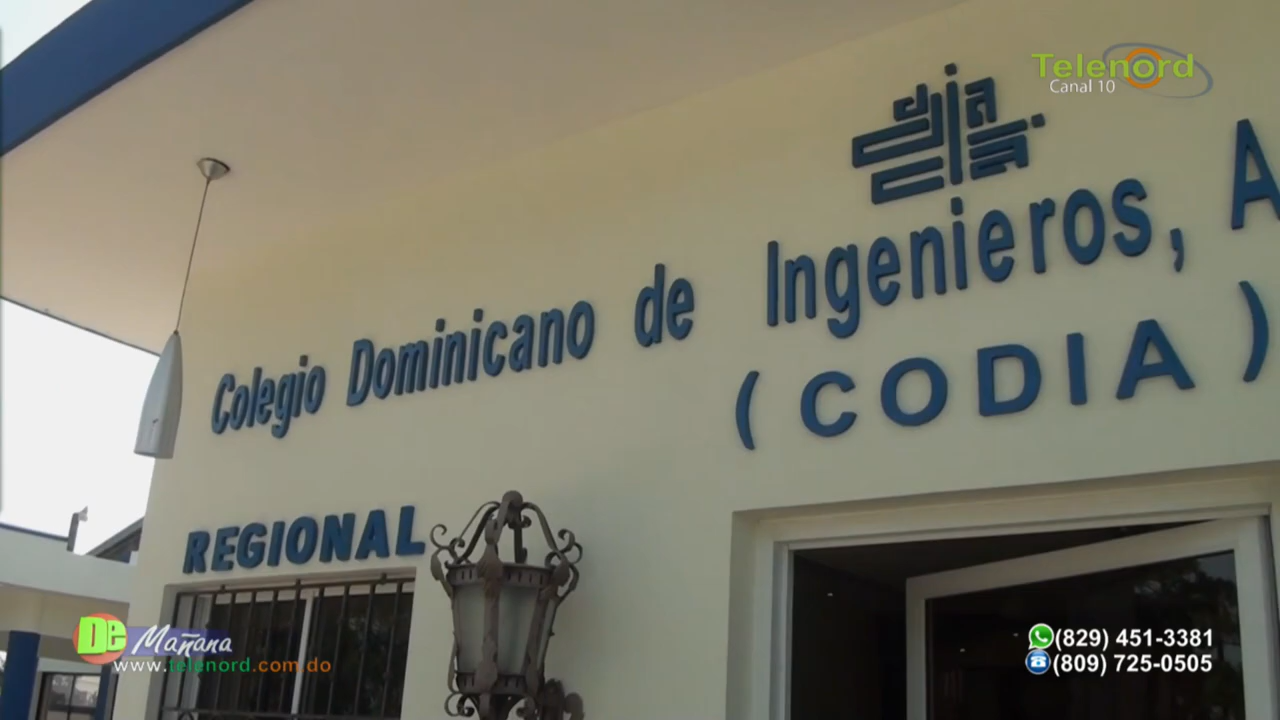 Telenord
Canal 10
Colegio Dominicano de Ingenieros, A
(CODIA)
REGIONAL
De Mañana
www.telenord.com.do
(829) 451-3381
(809) 725-0505